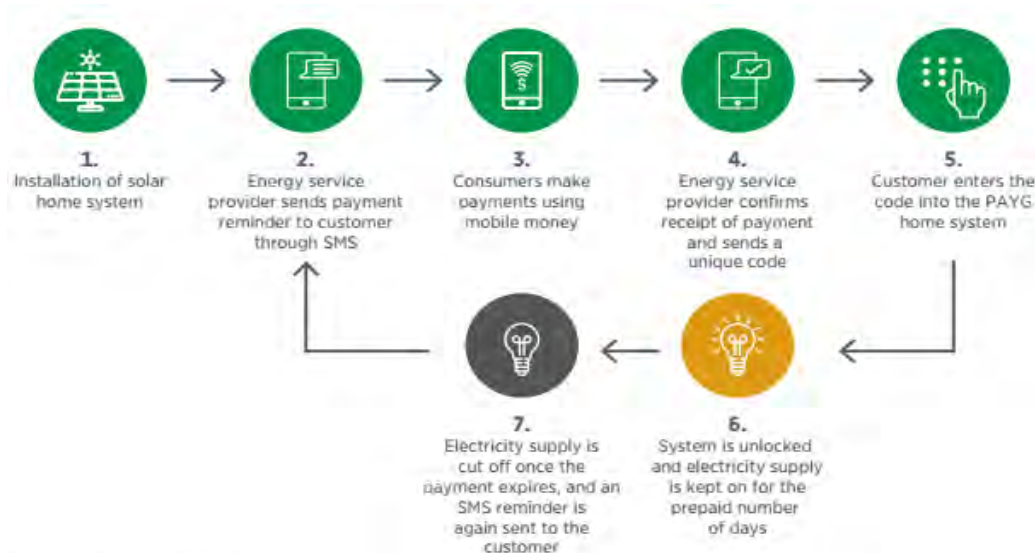 1.
Installation of solar
home system
2.
Energy service
provider sends payment
reminder to customer
through SMS
3.
Consumers make
payments using
mobile money
$
4.
Energy service
provider confirms
receipt of payment
and sends a
unique code
5.
Customer enters the
code into the PAYG
home system
6.
System is unlocked
and electricity supply
is kept on for the
prepaid number
of days
7.
Electricity supply is
cut off once the
payment expires, and an
SMS reminder is
again sent to the
customer